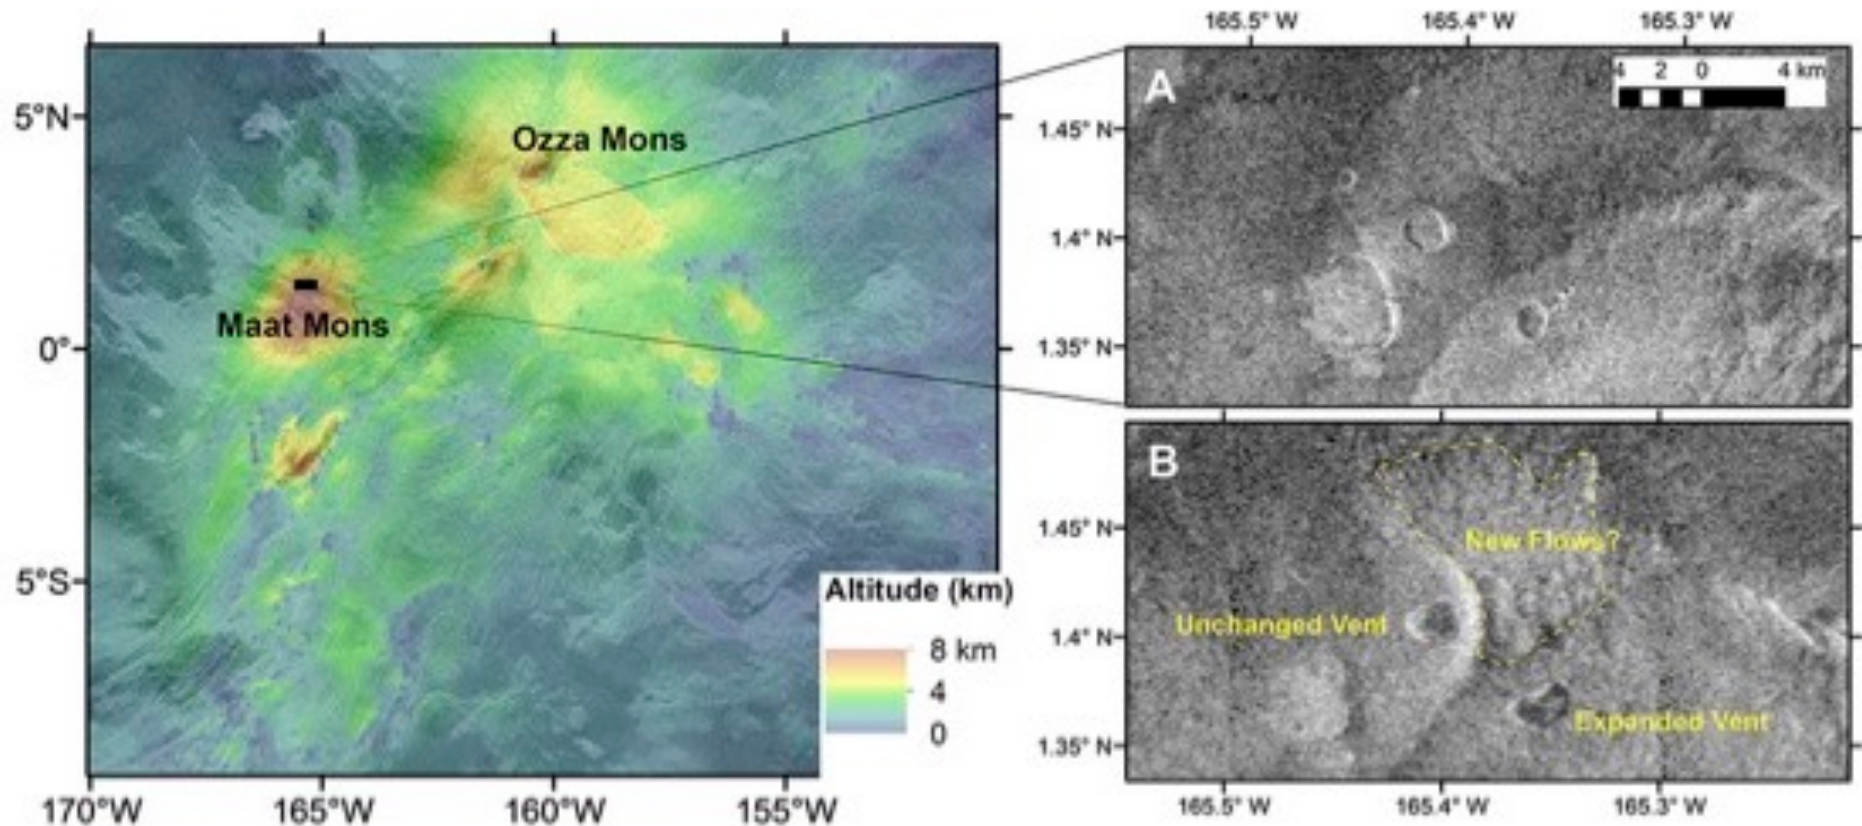 5°N
0°
5°S
170°W
165°W
160°W
155°W
Ozza Mons
Maat Mons
Altitude (km)
8 km
4
0
165.5° W
165.4° W
165.3° W
A
4 2 0 4 km
1.45° N
1.4° N
1.35° N
B
New Flows?
Unchanged Vent
Expanded Vent
1.45° N
1.4° N
1.35° N
165.5° W
165.4° W
165.3° W